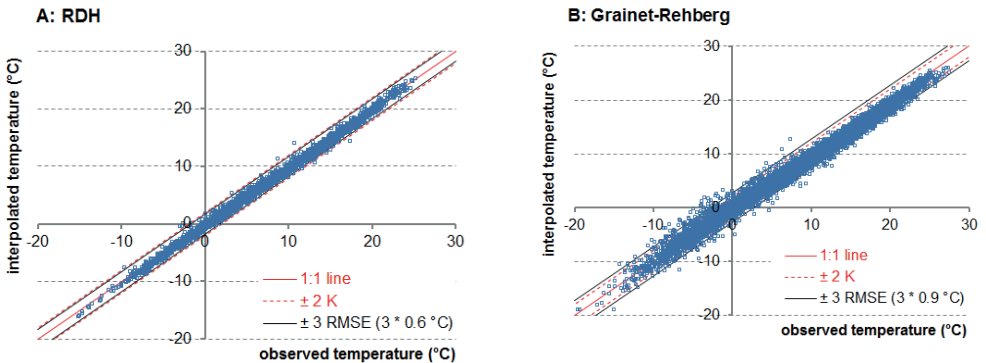 A: RDH
interpolated temperature (°C)
30
20
10
0
-20 -10 0 10 20 30
-10
-20
1:1 line
± 2 K
± 3 RMSE (3 * 0.6 °C)
observed temperature (°C)
B: Grainet-Rehberg
interpolated temperature (°C)
30
20
10
0
-20 -10 0 10 20 30
-10
-20
1:1 line
± 2 K
± 3 RMSE (3 * 0.9 °C)
observed temperature (°C)